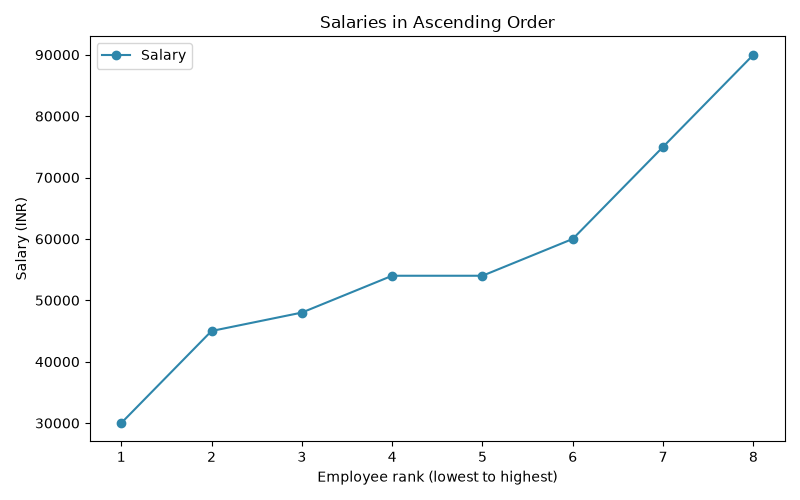 Salaries in Ascending Order
Salary
90000
80000
70000
60000
50000
40000
30000
Salary (INR)
1 2 3 4 5 6 7 8
Employee rank (lowest to highest)